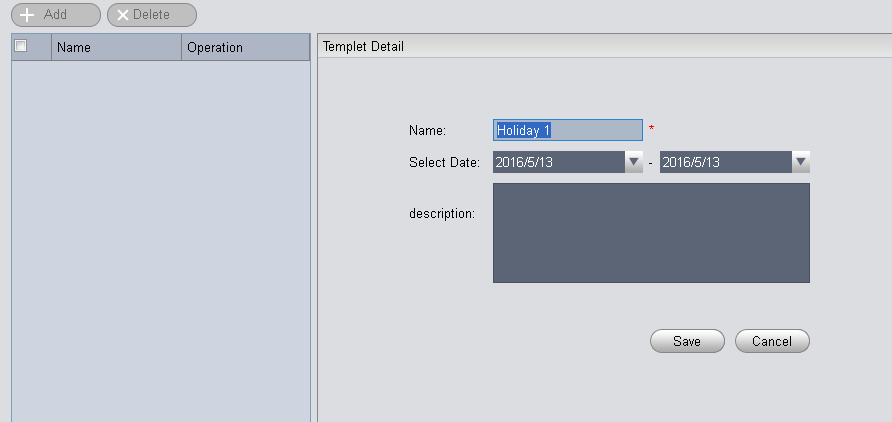 Add Delete
Name Operation
Templet Detail
Name: Holiday 1 *
Select Date: 2016/5/13 - 2016/5/13
description:
Save Cancel